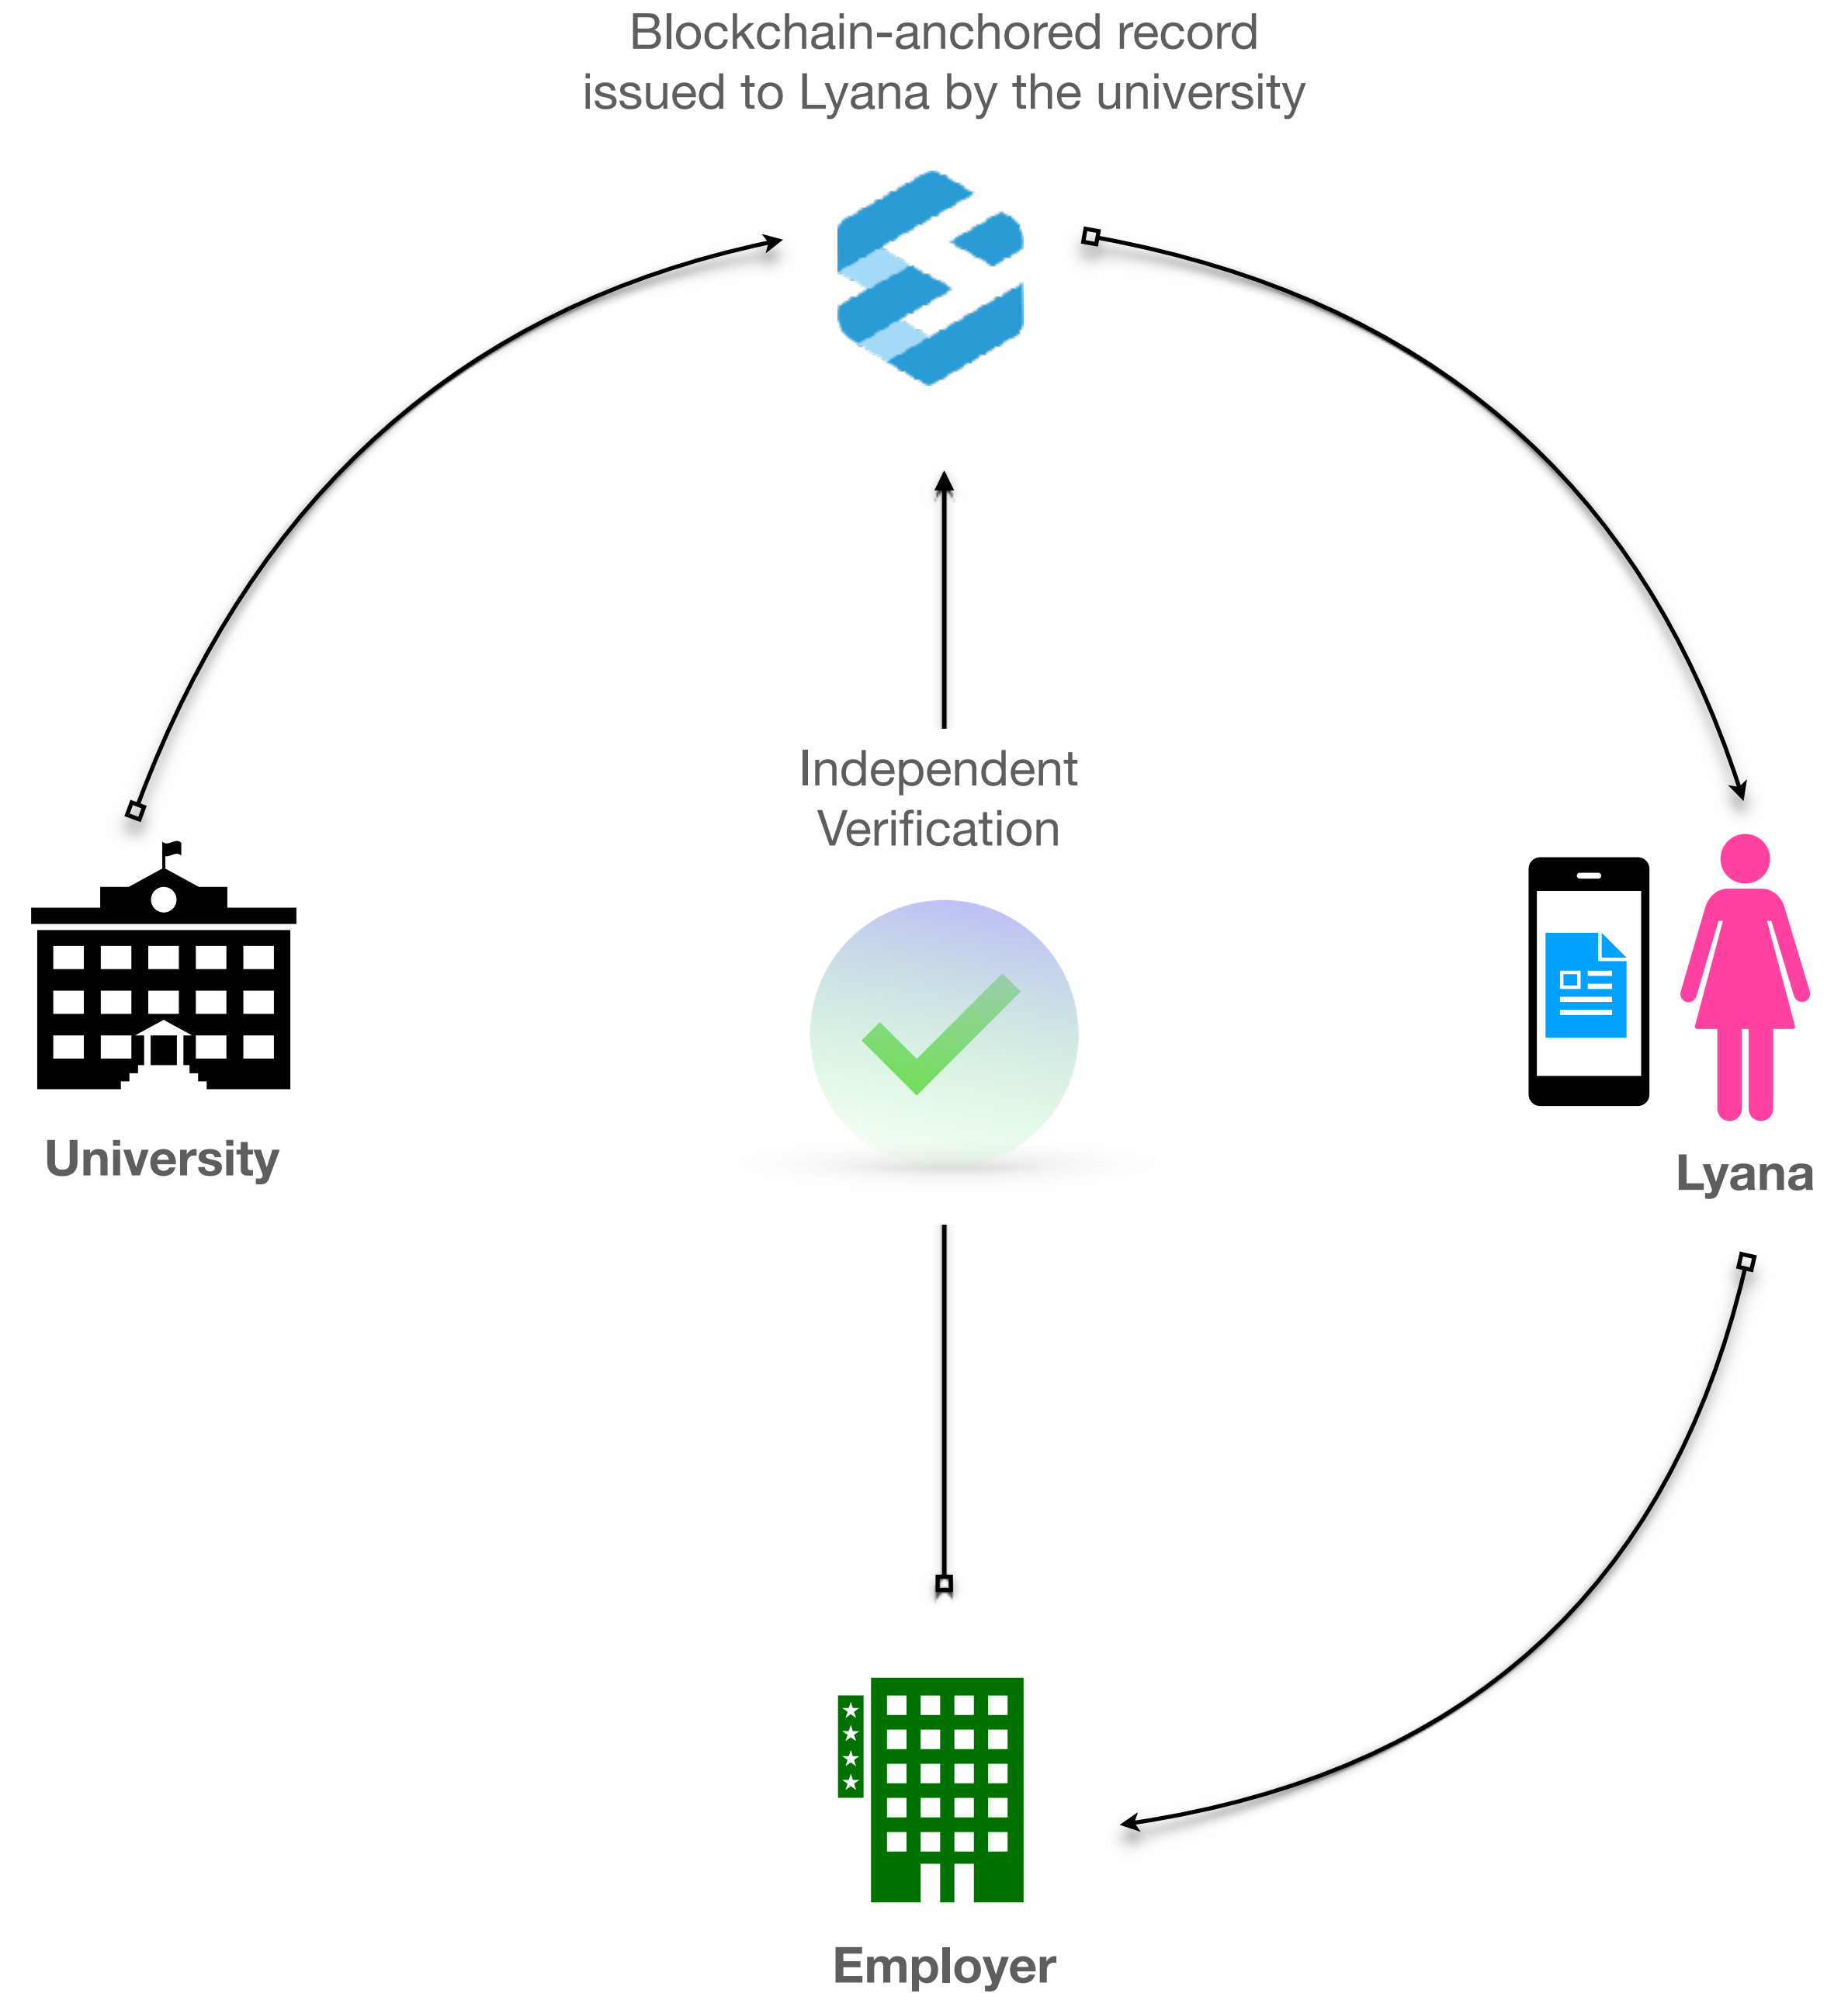 Blockchain-anchored record
issued to Lyana by the university
Independent
Verification
University
Lyana
Employer